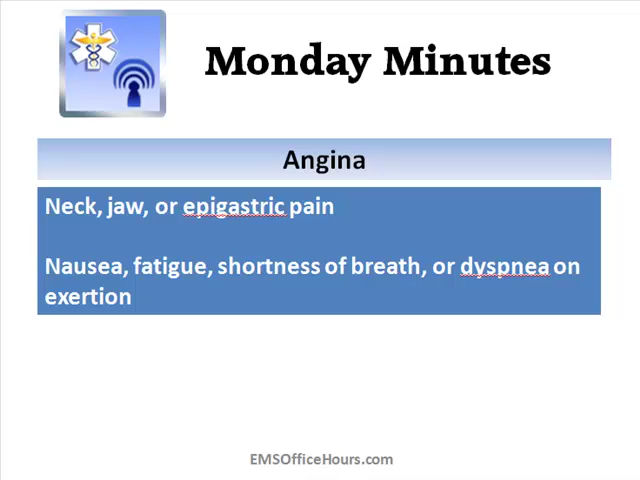 Monday Minutes
Angina
Neck, jaw, or epigastric pain
Nausea, fatigue, shortness of breath, or dyspnea on
exertion
EMSOfficeHours.com